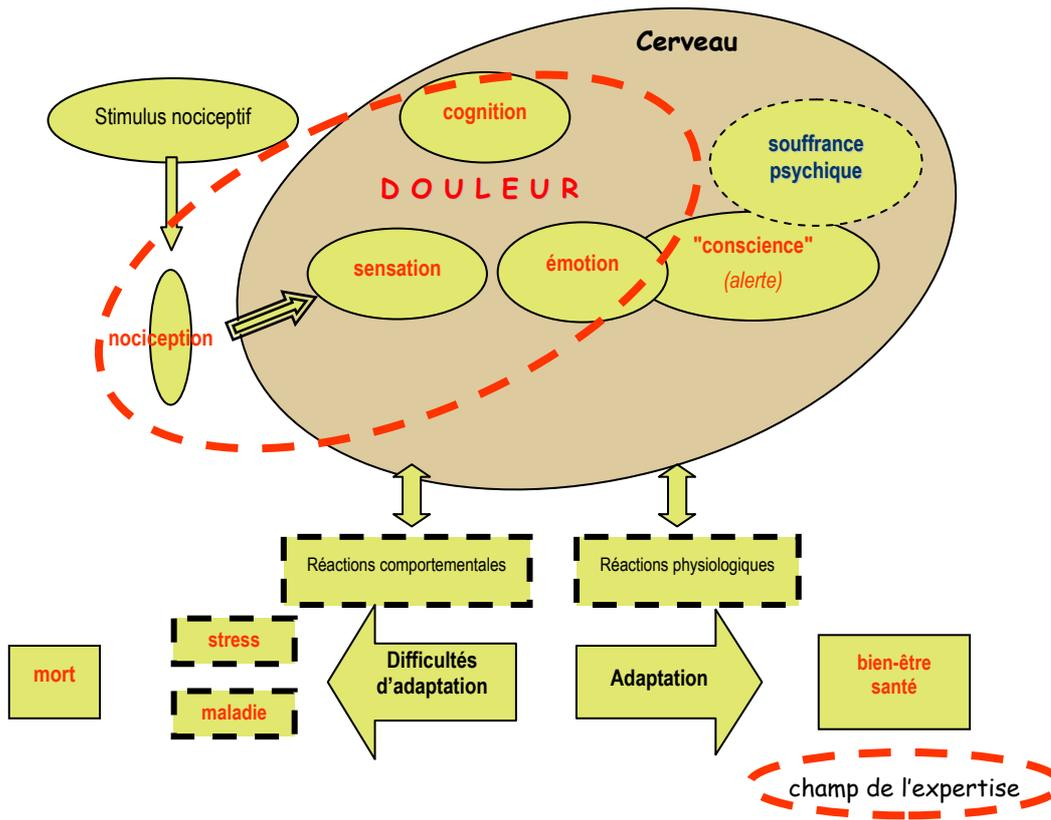 Cerveau
Stimulus nociceptif
cognition
souffrance
psychique
DOULEUR
"conscience"
(alerte)
sensation
émotion
nociception
Réactions comportementales
Réactions physiologiques
stress
mort
maladie
Difficultés
d'adaptation
Adaptation
bien-être
santé
champ de l'expertise